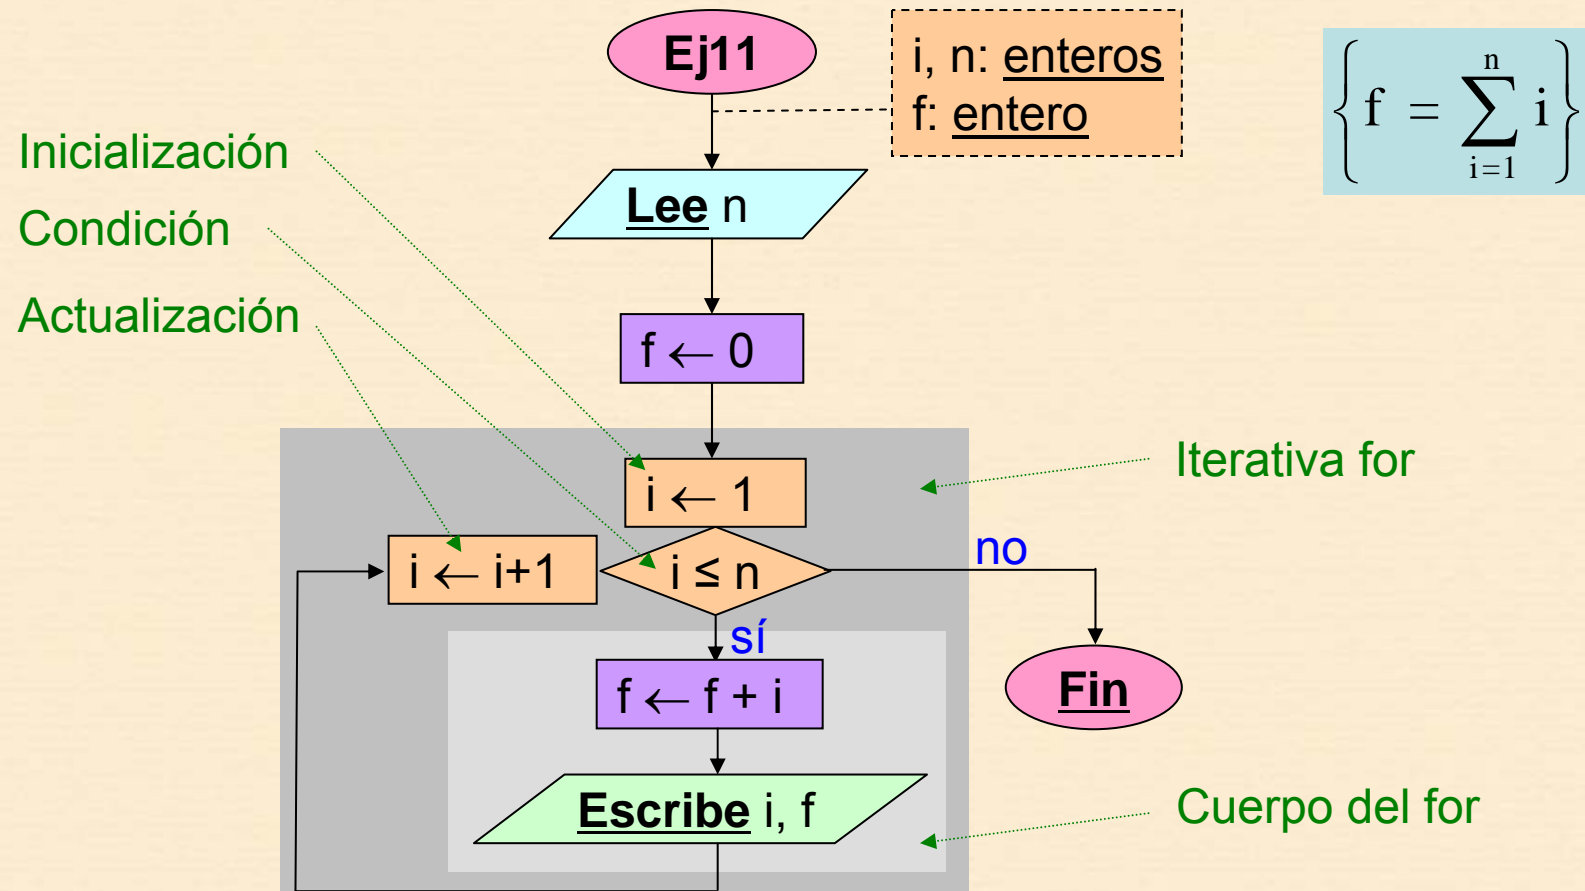 Ej11
i, n: enteros
f: entero
n
{ f = ∑ i }
i=1
Inicialización
Condición
Actualización
Lee n
f ← 0
i ← 1
Iterativa for
i ← i+1
i ≤ n
no
sí
f ← f + i
Fin
Escribe i, f
Cuerpo del for